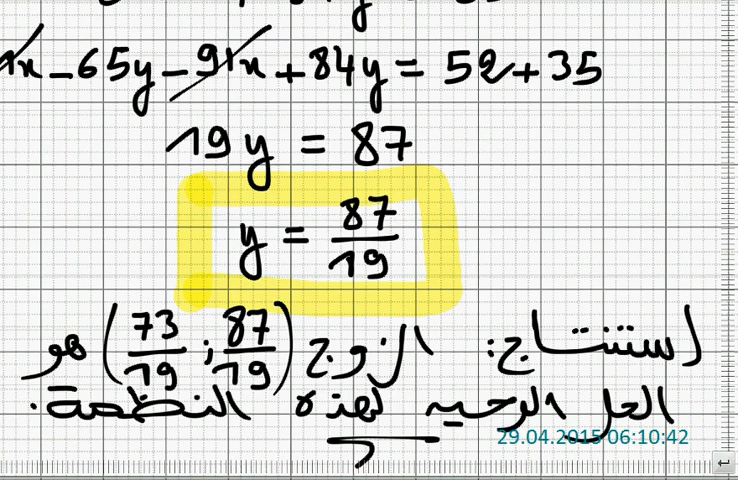 x - 65y - 91x + 84y = 52 + 35
19y = 87
y = 87/19
إستنتاج: الزوج (73/19 ; 87/19) هو
الحل الوحيد لهذه النظمة.
29.04.2015 06:10:42